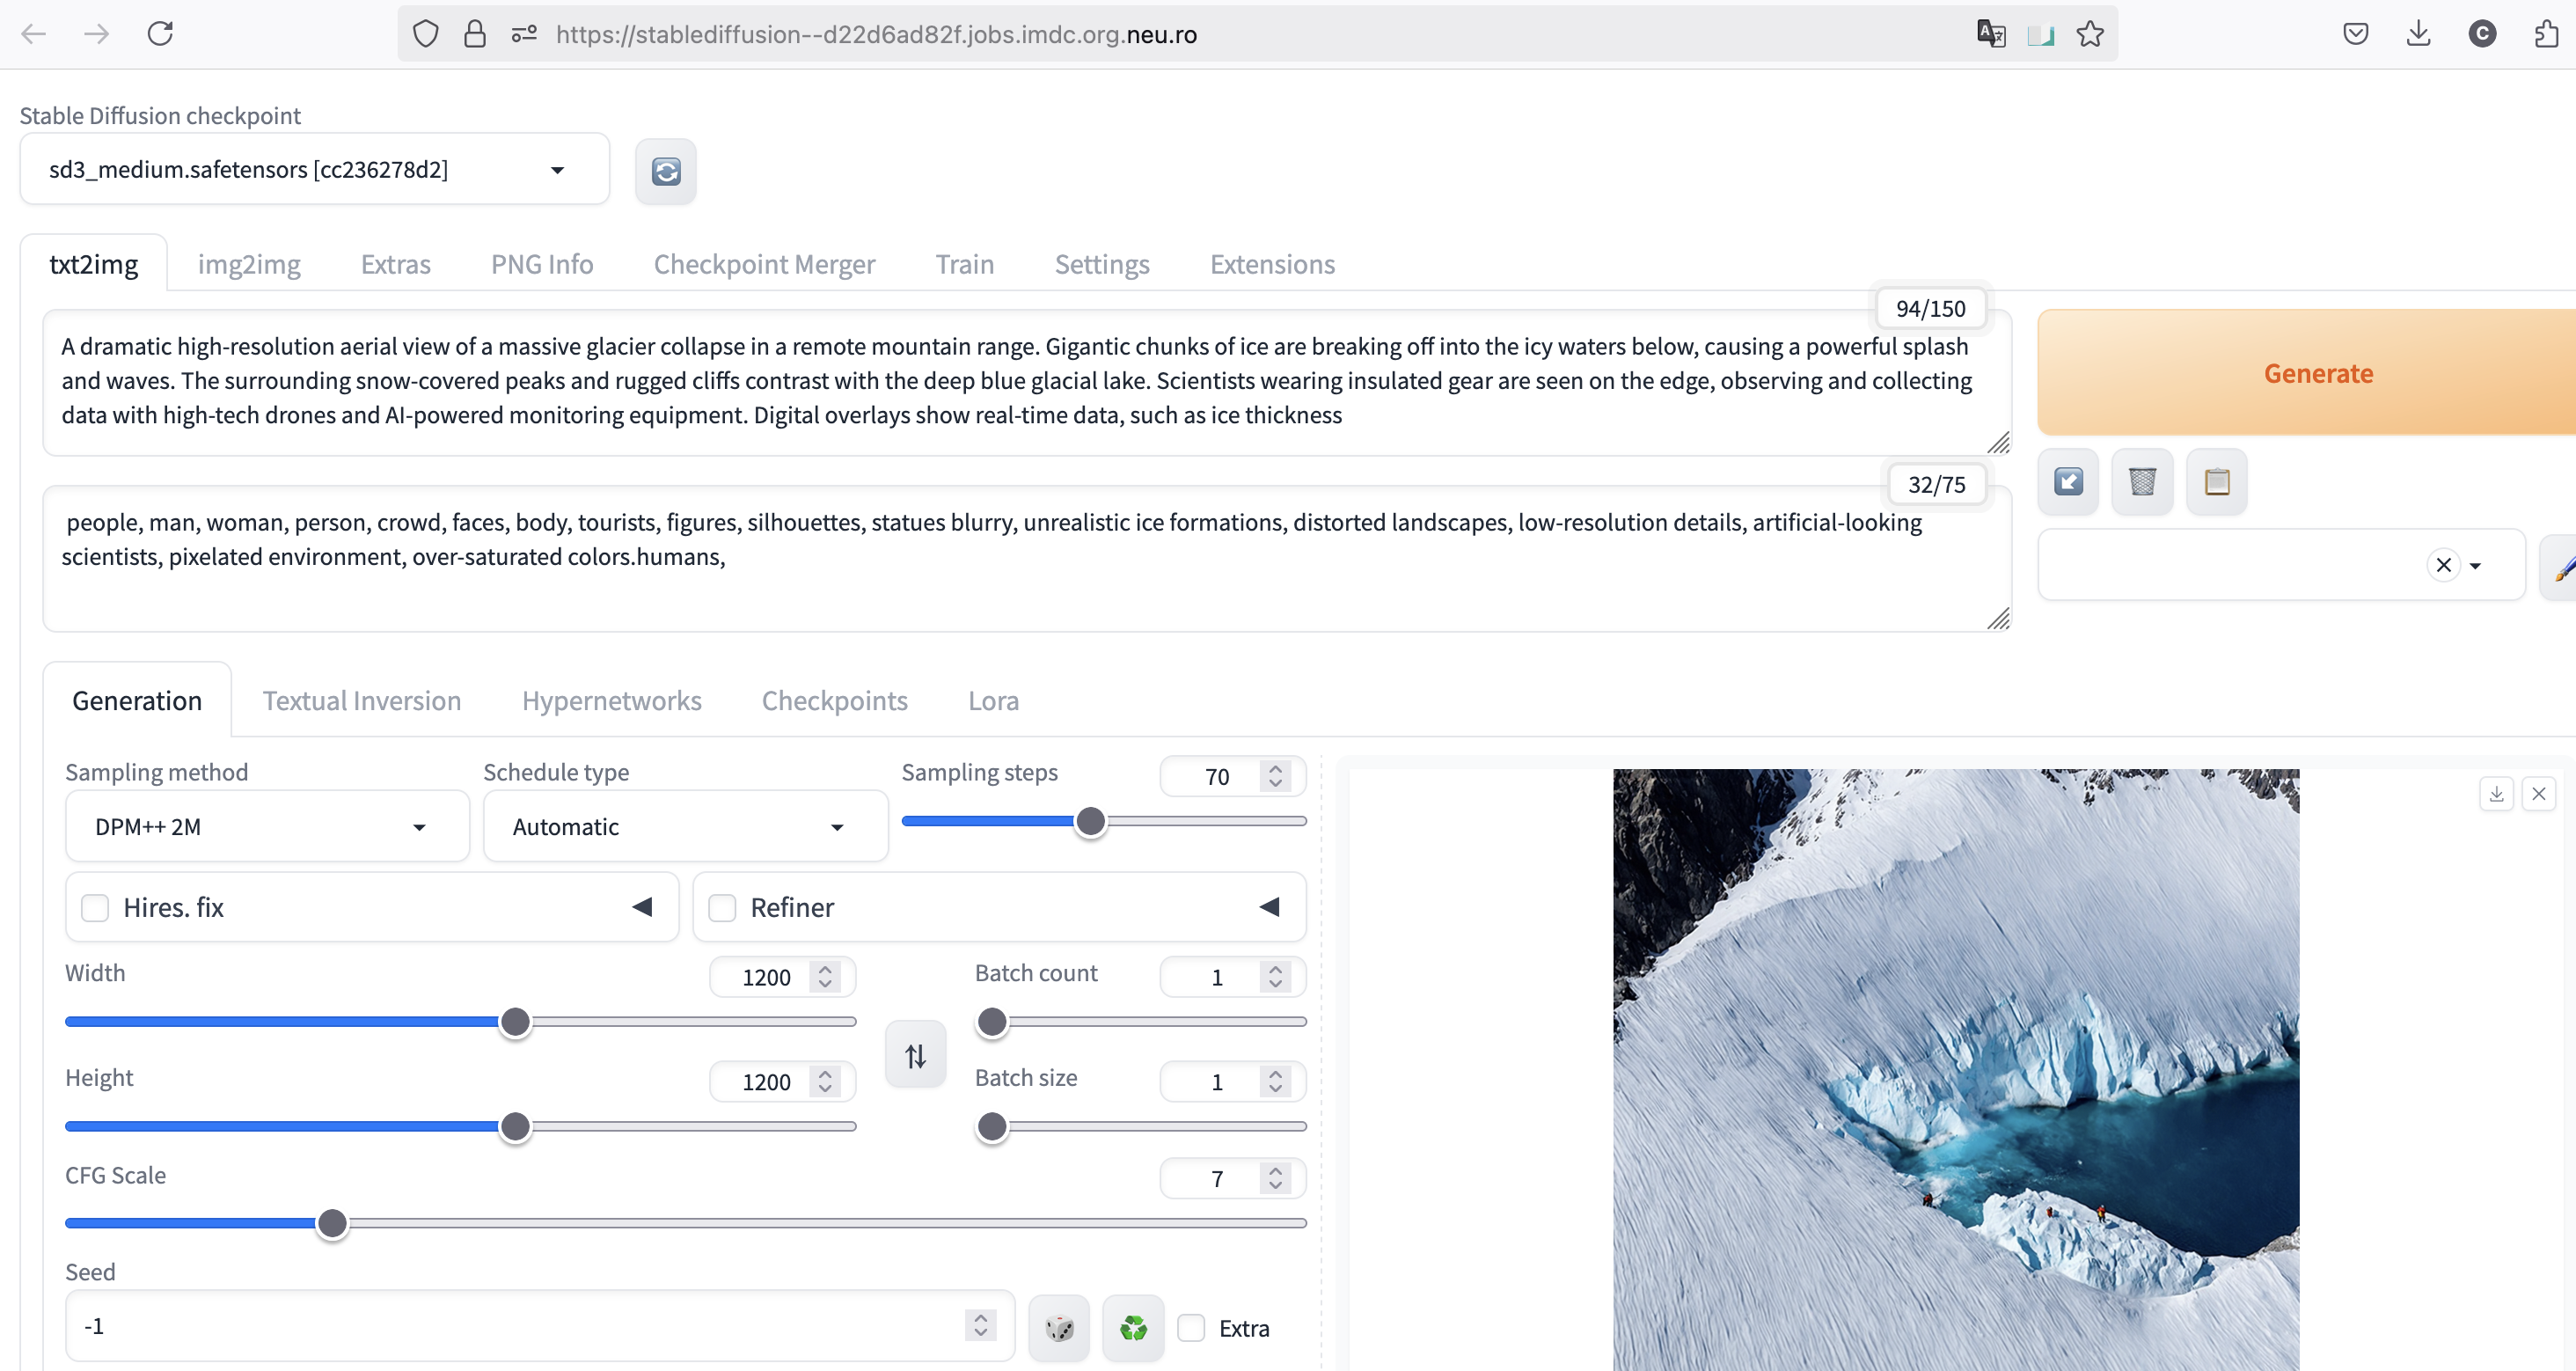 https://stablediffusion--d22d6ad82f.jobs.imdc.org.neu.ro
C
Stable Diffusion checkpoint
sd3_medium.safetensors [cc236278d2]
txt2img img2img Extras PNG Info Checkpoint Merger Train Settings Extensions
94/150
A dramatic high-resolution aerial view of a massive glacier collapse in a remote mountain range. Gigantic chunks of ice are breaking off into the icy waters below, causing a powerful splash
and waves. The surrounding snow-covered peaks and rugged cliffs contrast with the deep blue glacial lake. Scientists wearing insulated gear are seen on the edge, observing and collecting
data with high-tech drones and AI-powered monitoring equipment. Digital overlays show real-time data, such as ice thickness
Generate
32/75
people, man, woman, person, crowd, faces, body, tourists, figures, silhouettes, statues blurry, unrealistic ice formations, distorted landscapes, low-resolution details, artificial-looking
scientists, pixelated environment, over-saturated colors.humans,
Generation Textual Inversion Hypernetworks Checkpoints Lora
Sampling method Schedule type Sampling steps 70
DPM++ 2M Automatic
Hires. fix Refiner
Width 1200 Batch count 1
Height 1200 Batch size 1
CFG Scale 7
Seed
-1 Extra